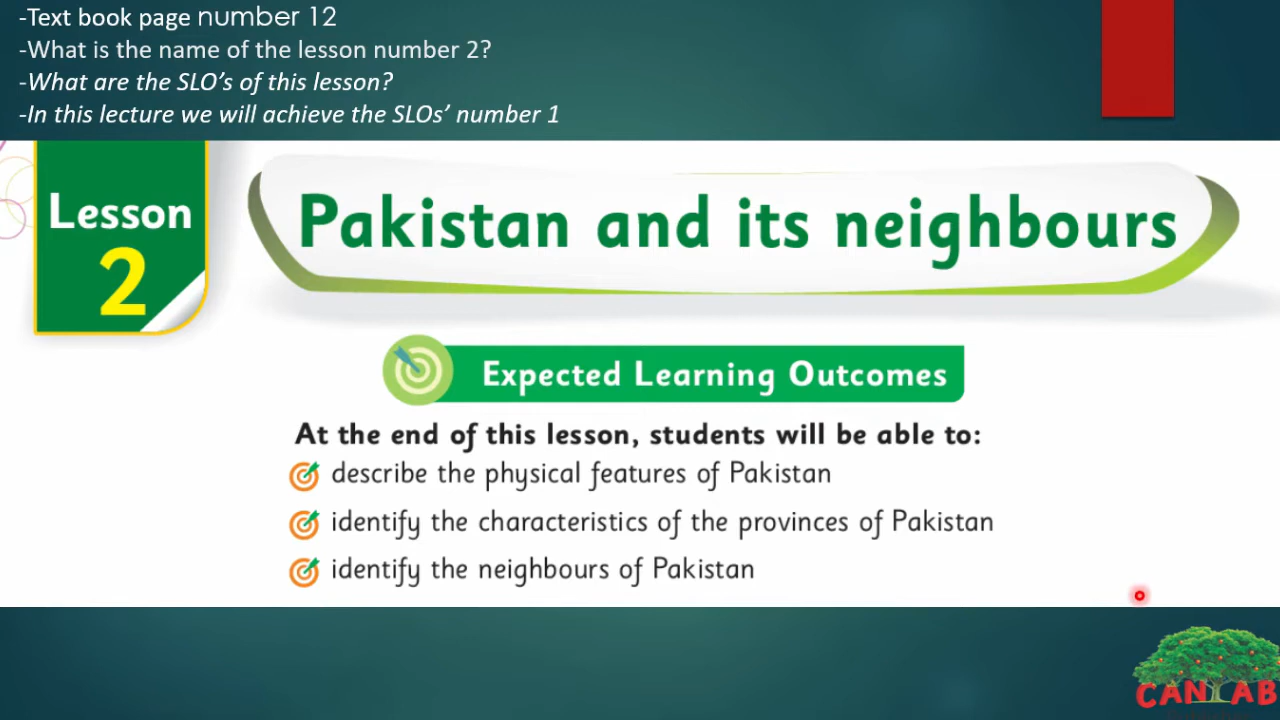 -Text book page number 12
-What is the name of the lesson number 2?
-What are the SLO's of this lesson?
-In this lecture we will achieve the SLOs' number 1
Lesson
2
Pakistan and its neighbours
Expected Learning Outcomes
At the end of this lesson, students will be able to:
describe the physical features of Pakistan
identify the characteristics of the provinces of Pakistan
identify the neighbours of Pakistan
CANTAB